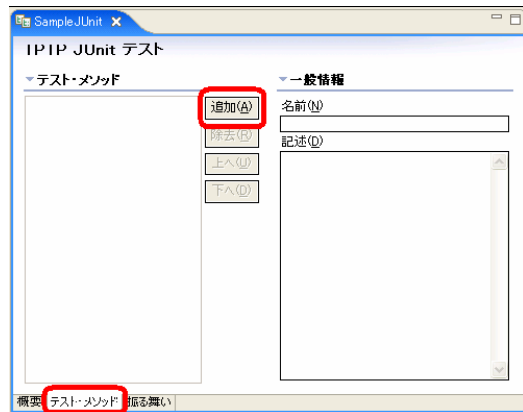 SampleJUnit
TPTP JUnit テスト
テスト・メソッド
一般情報
追加(A)
除去(R)
上へ(U)
下へ(D)
名前(N)
記述(D)
概要 テスト・メソッド 振る舞い